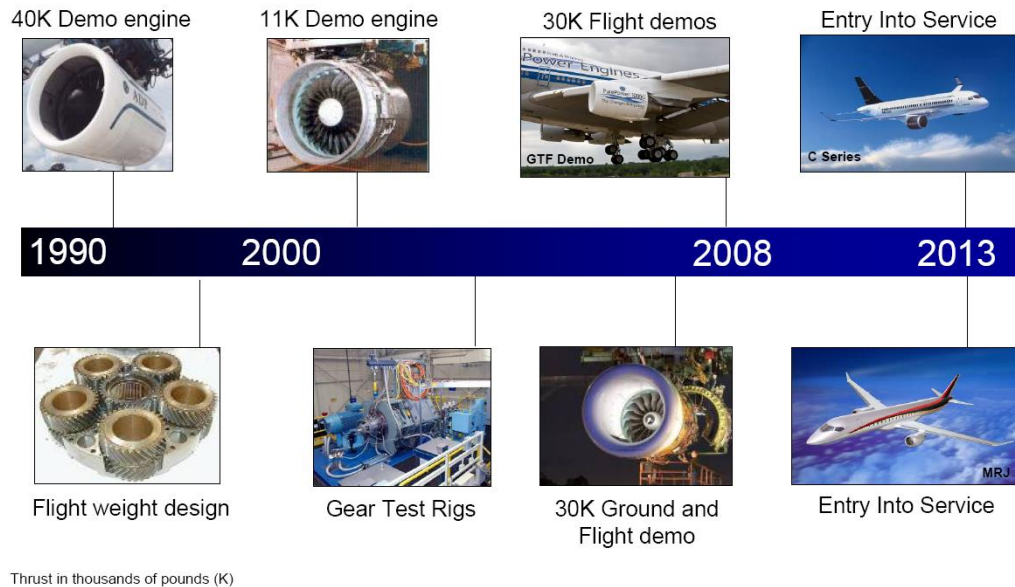 40K Demo engine
11K Demo engine
30K Flight demos
Entry Into Service
ADP
Power Engines
PurePower
GTF Demo
C Series
1990
2000
2008
2013
MRJ
Flight weight design
Gear Test Rigs
30K Ground and
Flight demo
Entry Into Service
Thrust in thousands of pounds (K)